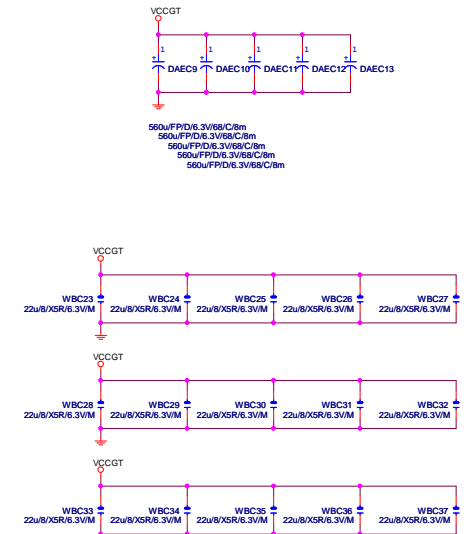 VCCGT
1 1 1 1 1
+ + + + +
DAEC9 DAEC10 DAEC11 DAEC12 DAEC13
560u/FP/D/6.3V/68/C/8m
560u/FP/D/6.3V/68/C/8m
560u/FP/D/6.3V/68/C/8m
560u/FP/D/6.3V/68/C/8m
560u/FP/D/6.3V/68/C/8m
VCCGT
WBC23 WBC24 WBC25 WBC26 WBC27
22u/8/X5R/6.3V/M 22u/8/X5R/6.3V/M 22u/8/X5R/6.3V/M 22u/8/X5R/6.3V/M 22u/8/X5R/6.3V/M
VCCGT
WBC28 WBC29 WBC30 WBC31 WBC32
22u/8/X5R/6.3V/M 22u/8/X5R/6.3V/M 22u/8/X5R/6.3V/M 22u/8/X5R/6.3V/M 22u/8/X5R/6.3V/M
VCCGT
WBC33 WBC34 WBC35 WBC36 WBC37
22u/8/X5R/6.3V/M 22u/8/X5R/6.3V/M 22u/8/X5R/6.3V/M 22u/8/X5R/6.3V/M 22u/8/X5R/6.3V/M